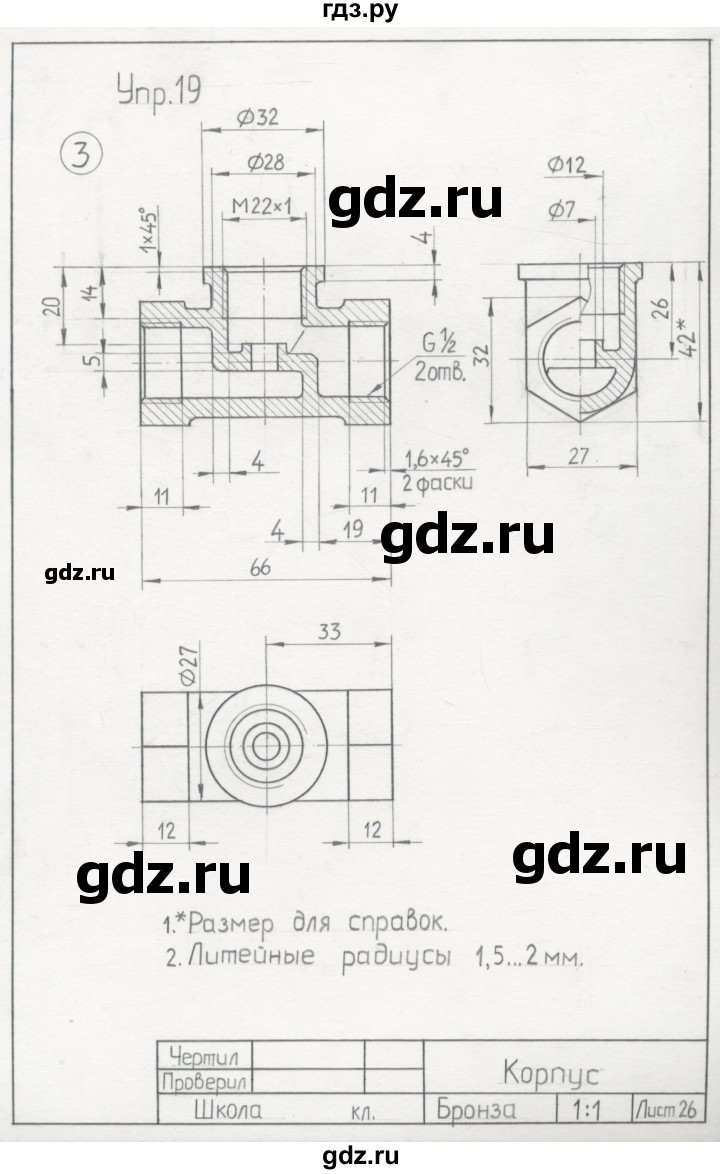 гдз.ру
Упр.19
3
Ø32
Ø28
M22×1
1×45°
4
20
14
5
G ½
2отв.
4
1,6×45°
2 фаски
11
11
4
19
66
Ø12
Ø7
32
26
42*
27
gdz.ru
gdz.ru
gdz.ru
33
Ø27
12
12
gdz.ru
gdz.ru
1.*Размер для справок.
2. Литейные радиусы 1,5...2мм.
Чертил
Проверил
Корпус
Школа кл.
Бронза
1:1
Лист 26
gdz.ru